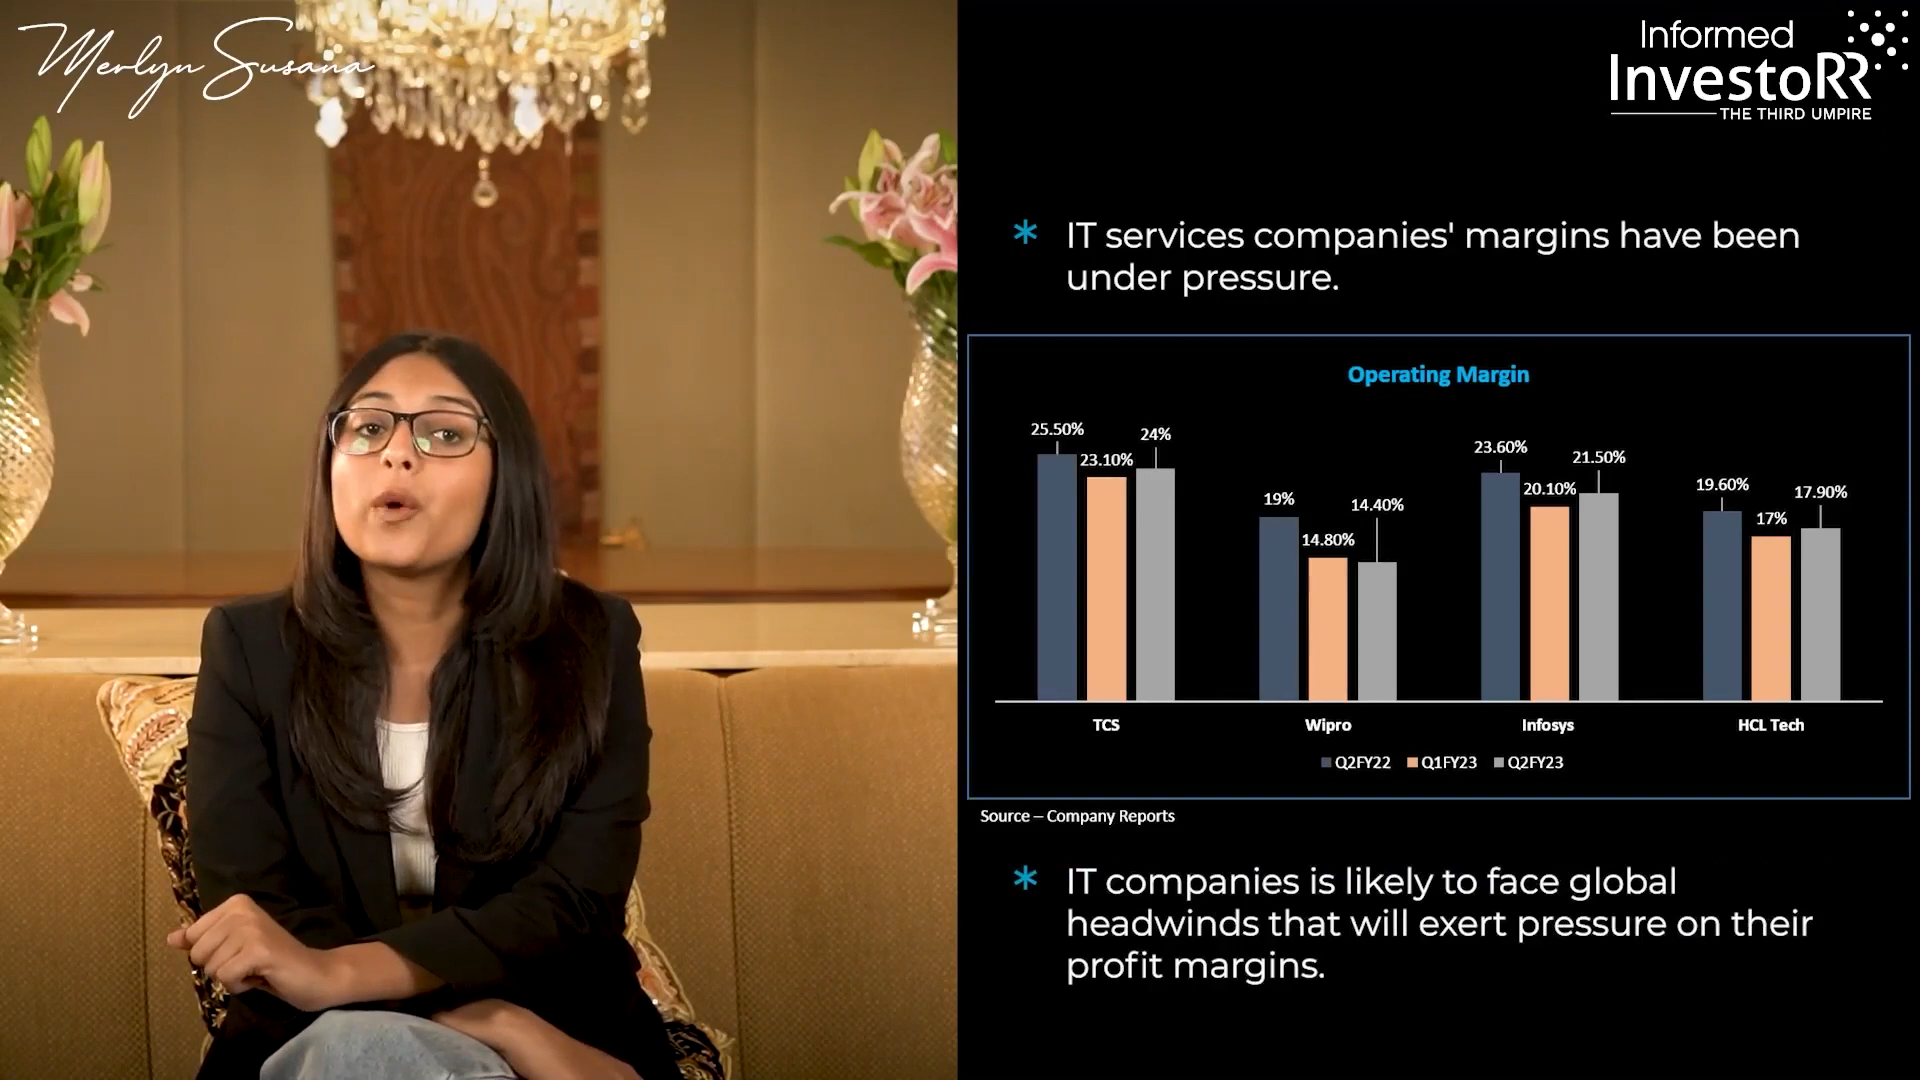 Merlyn Susana
Informed
InvestoRR
THE THIRD UMPIRE
* IT services companies' margins have been
under pressure.
Operating Margin
25.50%
23.10%
24%
19%
14.80%
14.40%
23.60%
20.10%
21.50%
19.60%
17%
17.90%
TCS
Wipro
Infosys
HCL Tech
Q2FY22 Q1FY23 Q2FY23
Source – Company Reports
* IT companies is likely to face global
headwinds that will exert pressure on their
profit margins.